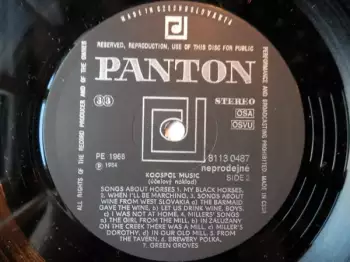 MADE IN CZECHOSLOVAKIA
RESERVED, REPRODUCTION, USE OF THIS DISC FOR PUBLIC
PERFORMANCE AND BROADCASTING PROHIBITED. MADE IN
ALL RIGHTS OF THE RECORD PRODUCER AND OF THE OWNER
PANTON
33
STEREO
OSA
OSVU
PE 1965
Ⓟ 1984
KOOSPOL MUSIC
(účelový náklad)
8113 0487
neprodejné
SIDE 2
SONGS ABOUT HORSES 1. MY BLACK HORSES,
2. WHEN I'LL BE MARCHING, 3. SONGS ABOUT
WINE FROM WEST SLOVAKIA a) THE BARMAID
GAVE THE WINE, b) LET US DRINK WINE, BOYS,
c) I WAS NOT AT HOME, 4. MILLERS' SONGS
a) THE GIRL FROM THE MILL, b) IN ZALUŽANY
ON THE CREEK THERE WAS A MILL, c) MILLER'S
DOROTHY, d) IN OUR OLD MILL, 5. FROM
THE TAVERN, 6. BREWERY POLKA,
7. GREEN GROVES